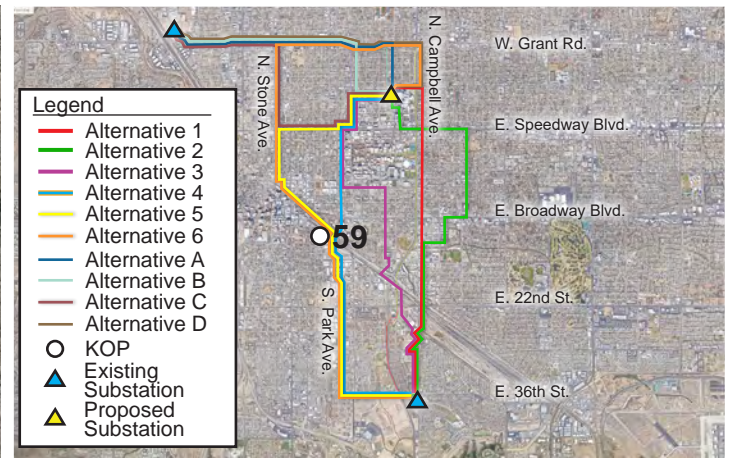 W. Grant Rd.
N. Campbell Ave.
N. Stone Ave.
Legend
Alternative 1
Alternative 2
Alternative 3
Alternative 4
Alternative 5
Alternative 6
Alternative A
Alternative B
Alternative C
Alternative D
KOP
Existing
Substation
Proposed
Substation
E. Speedway Blvd.
E. Broadway Blvd.
59
E. 22nd St.
S. Park Ave.
E. 36th St.